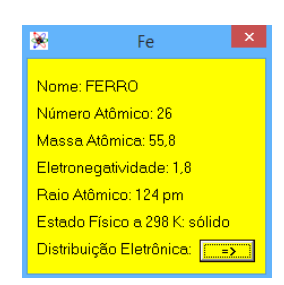 Fe
Nome: FERRO
Número Atômico: 26
Massa Atômica: 55,8
Eletronegatividade: 1,8
Raio Atômico: 124 pm
Estado Físico a 298 K: sólido
Distribuição Eletrônica: =>